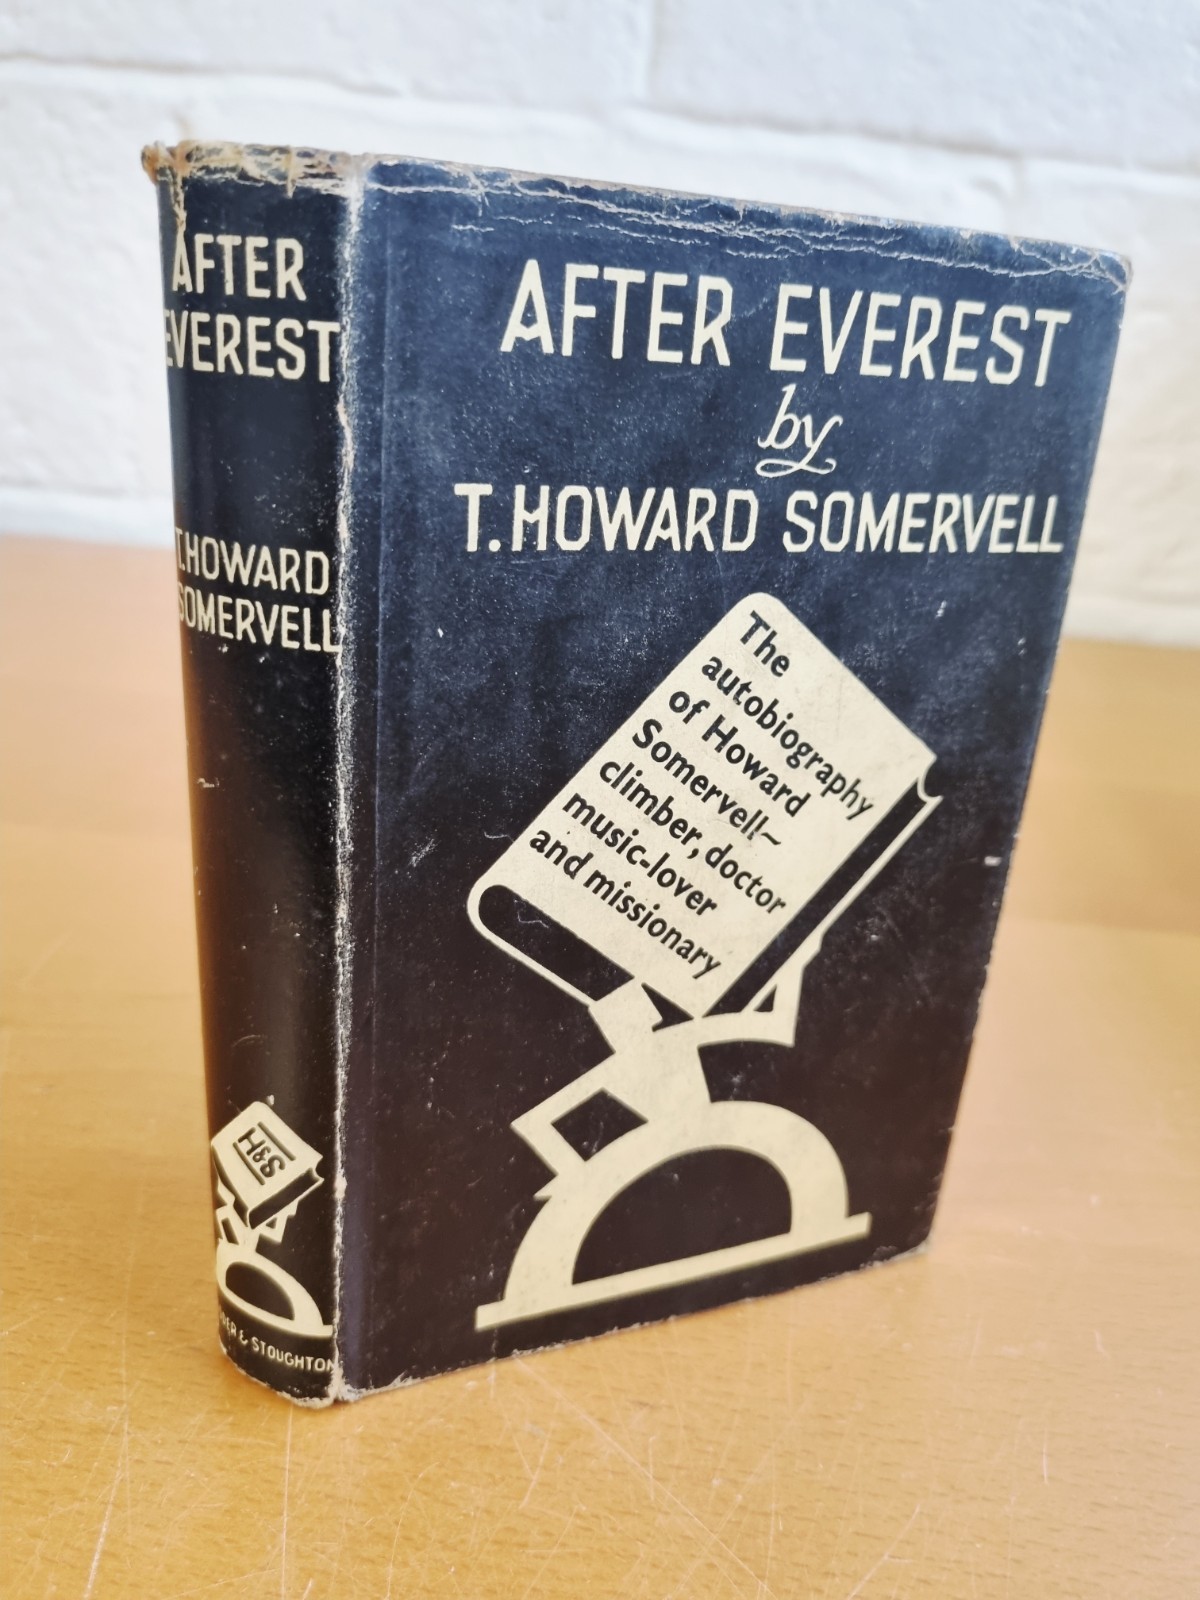 AFTER
EVEREST
T. HOWARD
SOMERVELL
H&S
& STOUGHTON
AFTER EVEREST
by
T. HOWARD SOMERVELL
The
autobiography
of Howard
Somervell~
climber, doctor
music-lover
and missionary